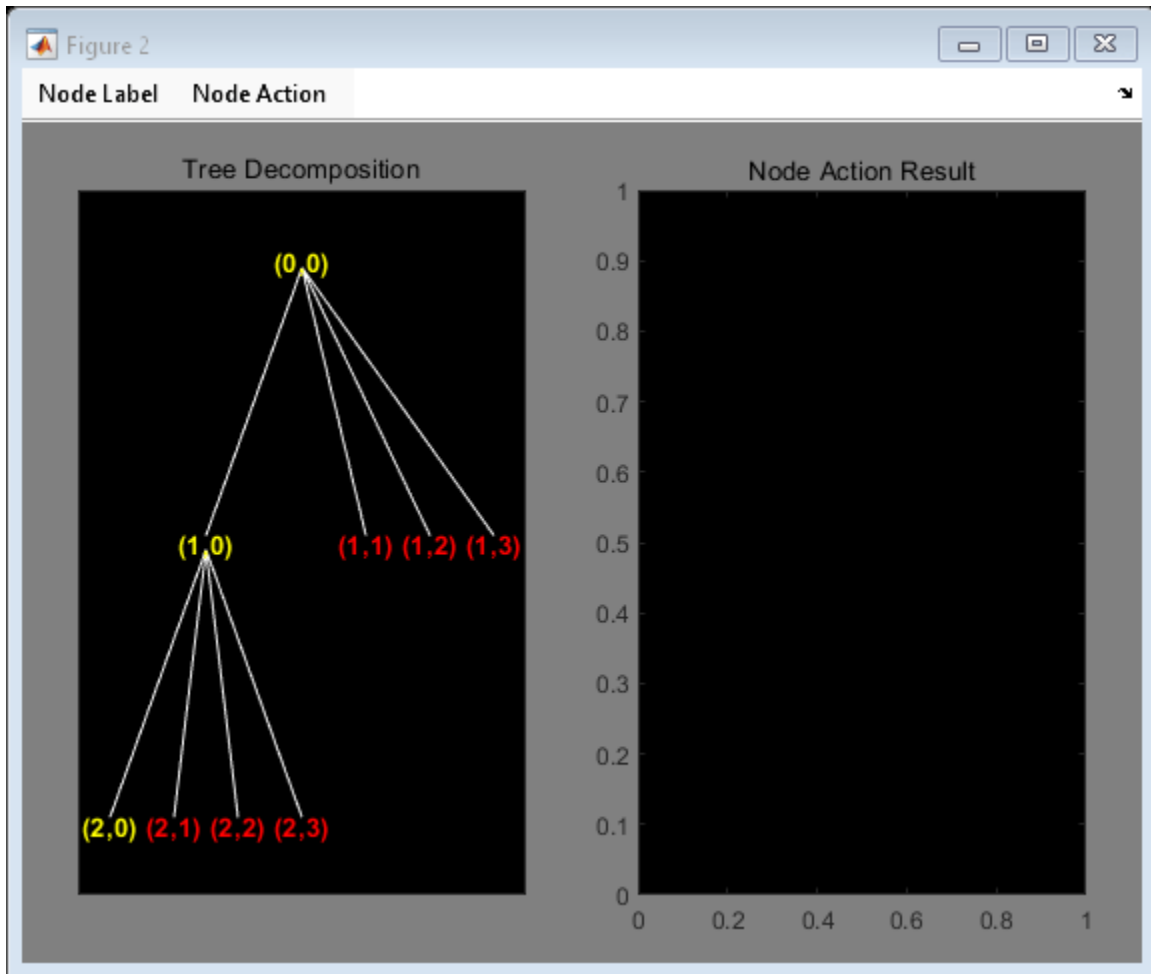 Figure 2
Node Label Node Action
Tree Decomposition
(0,0)
(1,0) (1,1) (1,2) (1,3)
(2,0) (2,1) (2,2) (2,3)
Node Action Result
1
0.9
0.8
0.7
0.6
0.5
0.4
0.3
0.2
0.1
0
0 0.2 0.4 0.6 0.8 1